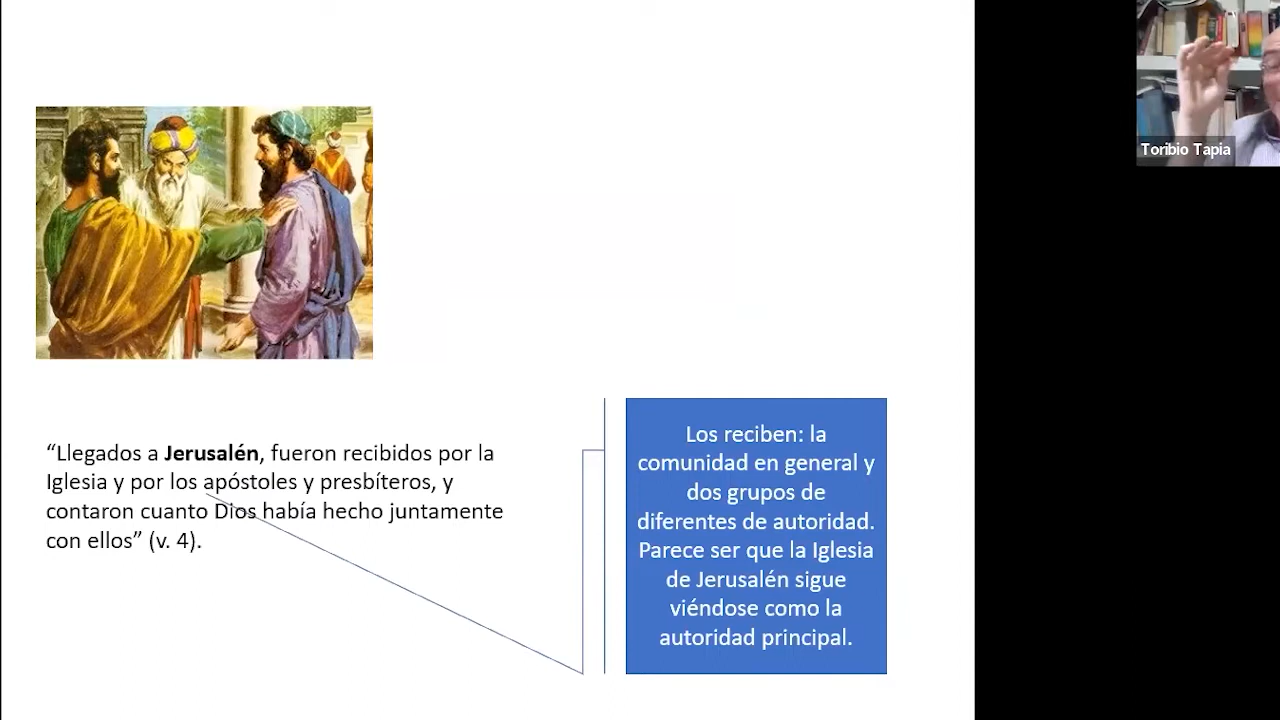 Toribio Tapia
“Llegados a Jerusalén, fueron recibidos por la
Iglesia y por los apóstoles y presbíteros, y
contaron cuanto Dios había hecho juntamente
con ellos” (v. 4).
Los reciben: la
comunidad en general y
dos grupos de
diferentes de autoridad.
Parece ser que la Iglesia
de Jerusalén sigue
viéndose como la
autoridad principal.